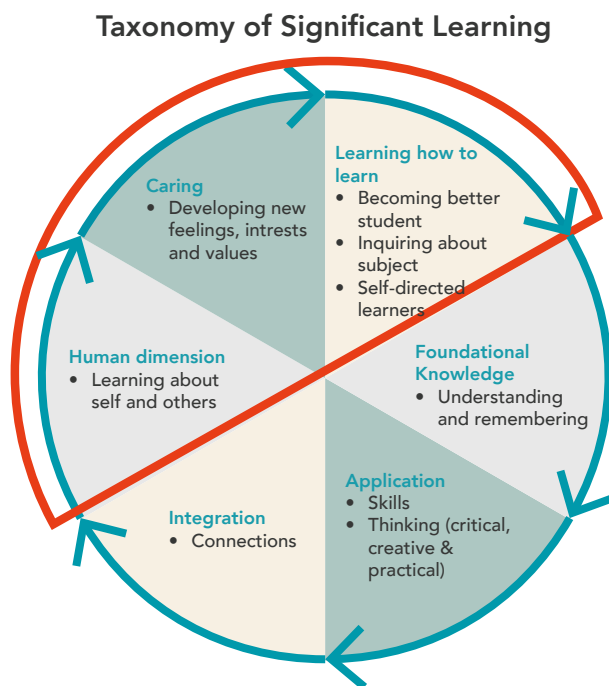 Taxonomy of Significant Learning
Learning how to
learn
• Becoming better
student
• Inquiring about
subject
• Self-directed
learners
Foundational
Knowledge
• Understanding
and remembering
Application
• Skills
• Thinking (critical,
creative &
practical)
Integration
• Connections
Human dimension
• Learning about
self and others
Caring
• Developing new
feelings, intrests
and values